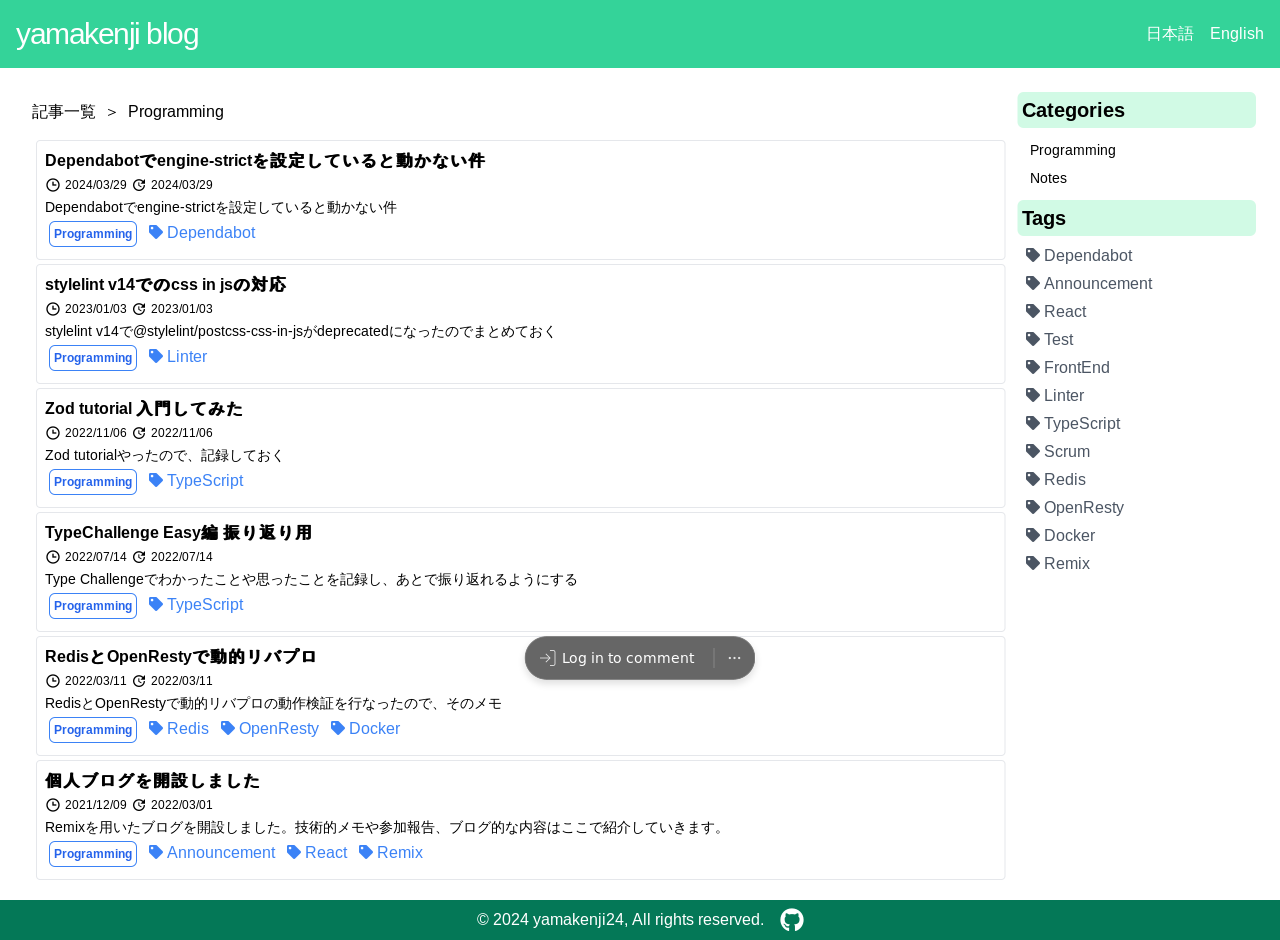 yamakenji blog
日本語 English
記事一覧 ＞ Programming
Dependabotでengine-strictを設定していると動かない件
2024/03/29 2024/03/29
Dependabotでengine-strictを設定していると動かない件
Programming Dependabot
stylelint v14でのcss in jsの対応
2023/01/03 2023/01/03
stylelint v14で@stylelint/postcss-css-in-jsがdeprecatedになったのでまとめておく
Programming Linter
Zod tutorial 入門してみた
2022/11/06 2022/11/06
Zod tutorialやったので、記録しておく
Programming TypeScript
TypeChallenge Easy編 振り返り用
2022/07/14 2022/07/14
Type Challengeでわかったことや思ったことを記録し、あとで振り返れるようにする
Programming TypeScript
RedisとOpenRestyで動的リバプロ
2022/03/11 2022/03/11
RedisとOpenRestyで動的リバプロの動作検証を行なったので、そのメモ
Programming Redis OpenResty Docker
Log in to comment
個人ブログを開設しました
2021/12/09 2022/03/01
Remixを用いたブログを開設しました。技術的メモや参加報告、ブログ的な内容はここで紹介していきます。
Programming Announcement React Remix
Categories
Programming
Notes
Tags
Dependabot
Announcement
React
Test
FrontEnd
Linter
TypeScript
Scrum
Redis
OpenResty
Docker
Remix
© 2024 yamakenji24, All rights reserved.